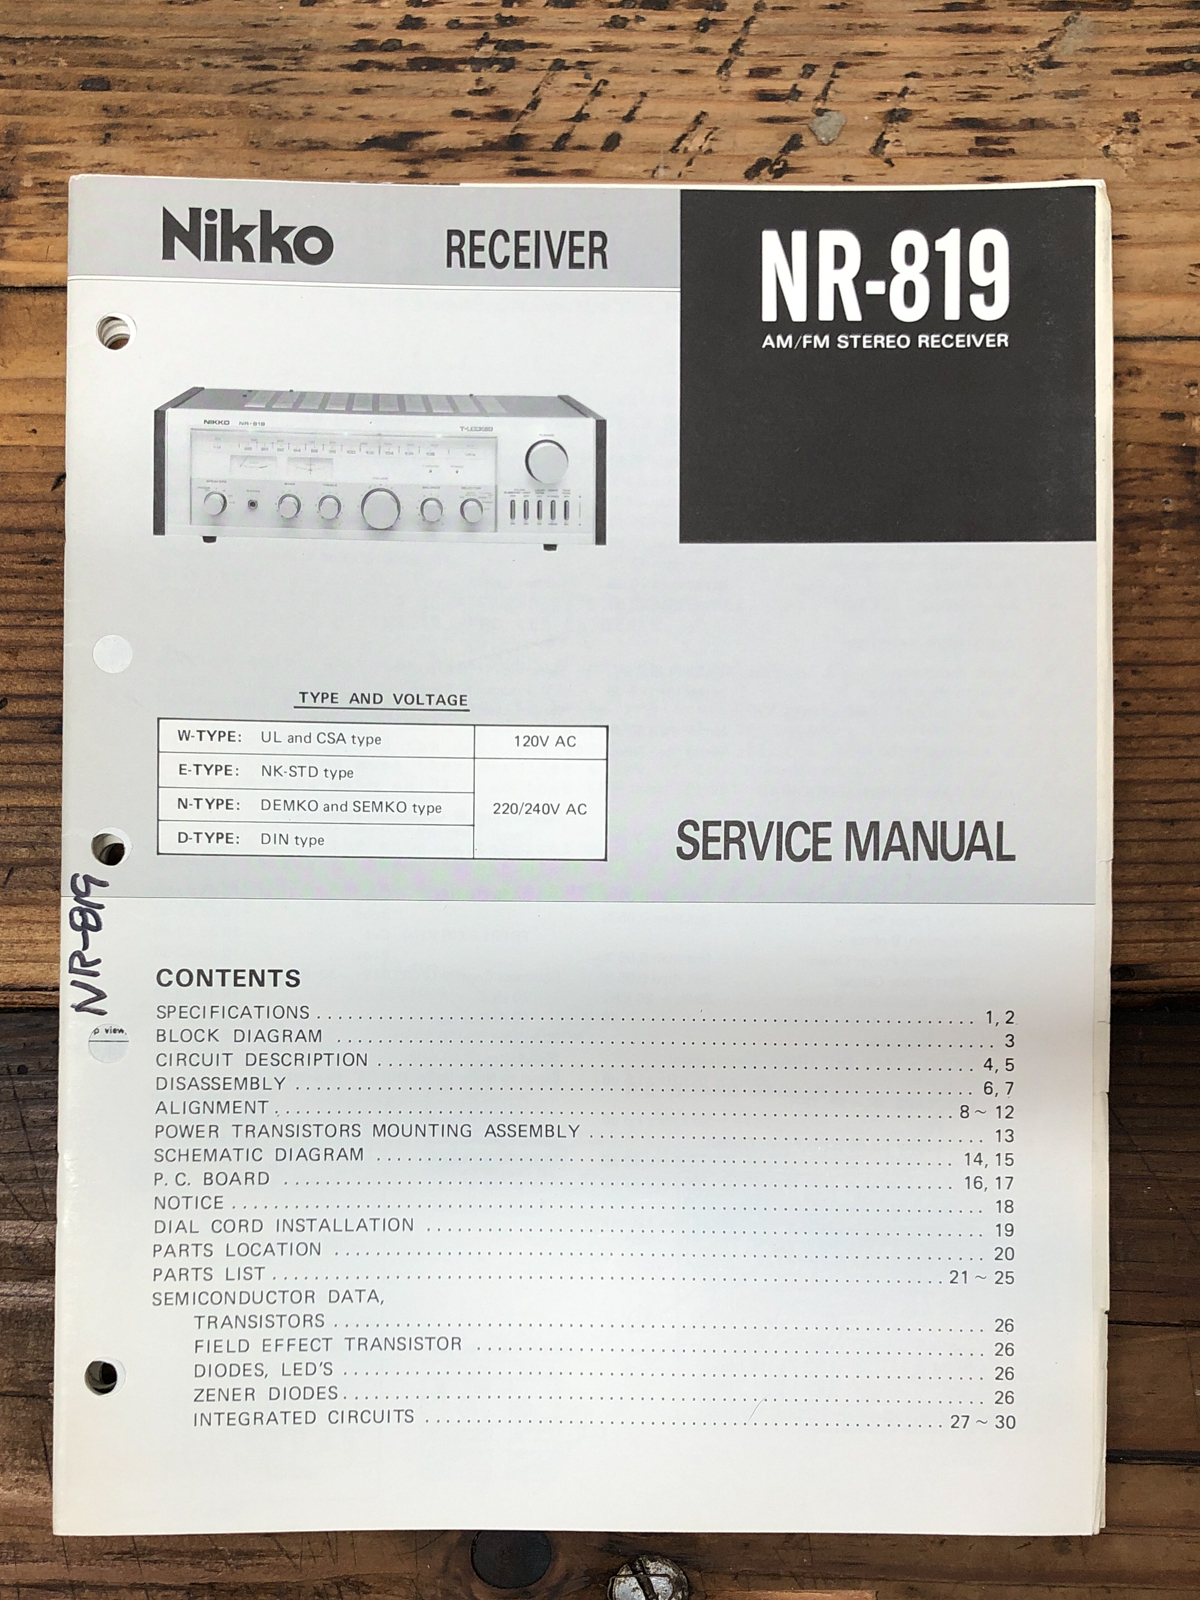 Nikko RECEIVER
NR-819
AM/FM STEREO RECEIVER
NIKKO NR-819
TYPE AND VOLTAGE
W-TYPE: UL and CSA type 120V AC
E-TYPE: NK-STD type
N-TYPE: DEMKO and SEMKO type 220/240V AC
D-TYPE: DIN type
SERVICE MANUAL
NR-819
p view.
CONTENTS
SPECIFICATIONS ........ 1, 2
BLOCK DIAGRAM ........ 3
CIRCUIT DESCRIPTION ........ 4, 5
DISASSEMBLY ........ 6, 7
ALIGNMENT ........ 8 ~ 12
POWER TRANSISTORS MOUNTING ASSEMBLY ........ 13
SCHEMATIC DIAGRAM ........ 14, 15
P. C. BOARD ........ 16, 17
NOTICE ........ 18
DIAL CORD INSTALLATION ........ 19
PARTS LOCATION ........ 20
PARTS LIST ........ 21 ~ 25
SEMICONDUCTOR DATA,
TRANSISTORS ........ 26
FIELD EFFECT TRANSISTOR ........ 26
DIODES, LED'S ........ 26
ZENER DIODES ........ 26
INTEGRATED CIRCUITS ........ 27 ~ 30